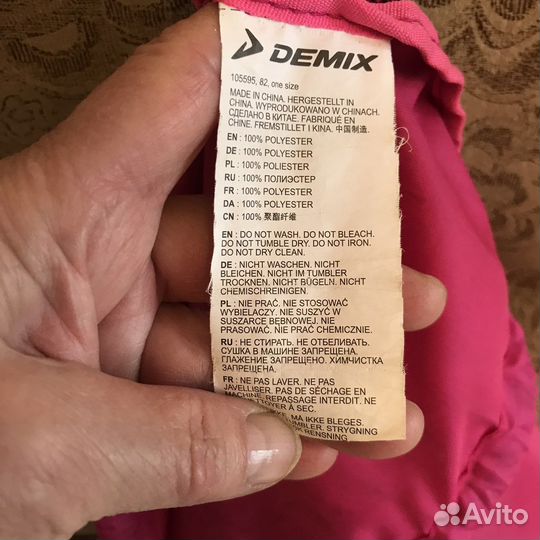 DEMIX
105595, 82, one size
MADE IN CHINA. HERGESTELLT IN
CHINA. WYPRODUKOWANO W CHINACH.
СДЕЛАНО В КИТАЕ. FABRIQUÉ EN
CHINE. FREMSTILLET I KINA. 中国制造.
EN : 100% POLYESTER
DE : 100% POLYESTER
PL : 100% POLIESTER
RU : 100% ПОЛИЭСТЕР
FR : 100% POLYESTER
DA : 100% POLYESTER
CN : 100% 聚酯纤维
EN : DO NOT WASH. DO NOT BLEACH.
DO NOT TUMBLE DRY. DO NOT IRON.
DO NOT DRY CLEAN.
DE : NICHT WASCHEN. NICHT
BLEICHEN. NICHT IM TUMBLER
TROCKNEN. NICHT BÜGELN. NICHT
CHEMISCHREINIGEN.
PL : NIE PRAĆ. NIE STOSOWAĆ
WYBIELACZY. NIE SUSZYĆ W
SUSZARCE BĘBNOWEJ. NIE
PRASOWAĆ. NIE PRAĆ CHEMICZNIE.
RU : НЕ СТИРАТЬ. НЕ ОТБЕЛИВАТЬ.
СУШКА В МАШИНЕ ЗАПРЕЩЕНА.
ГЛАЖЕНИЕ ЗАПРЕЩЕНО. ХИМЧИСТКА
ЗАПРЕЩЕНА.
FR : NE PAS LAVER. NE PAS
JAVELLISER. PAS DE SÉCHAGE EN
MACHINE. REPASSAGE INTERDIT. NE
À SEC.
MÅ IKKE BLEGES.
STRYGNING
Avito